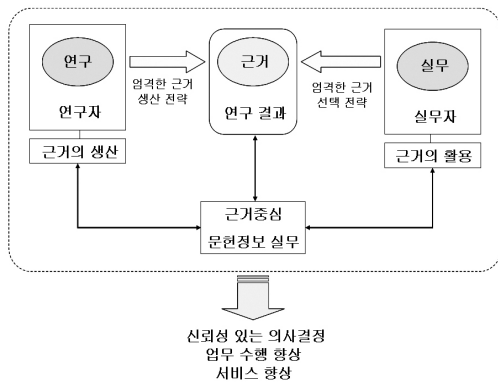 연구
근거
실무
엄격한 근거
생산 전략
엄격한 근거
선택 전략
연구자
연구 결과
실무자
근거의 생산
근거의 활용
근거중심
문헌정보 실무
신뢰성 있는 의사결정
업무 수행 향상
서비스 향상